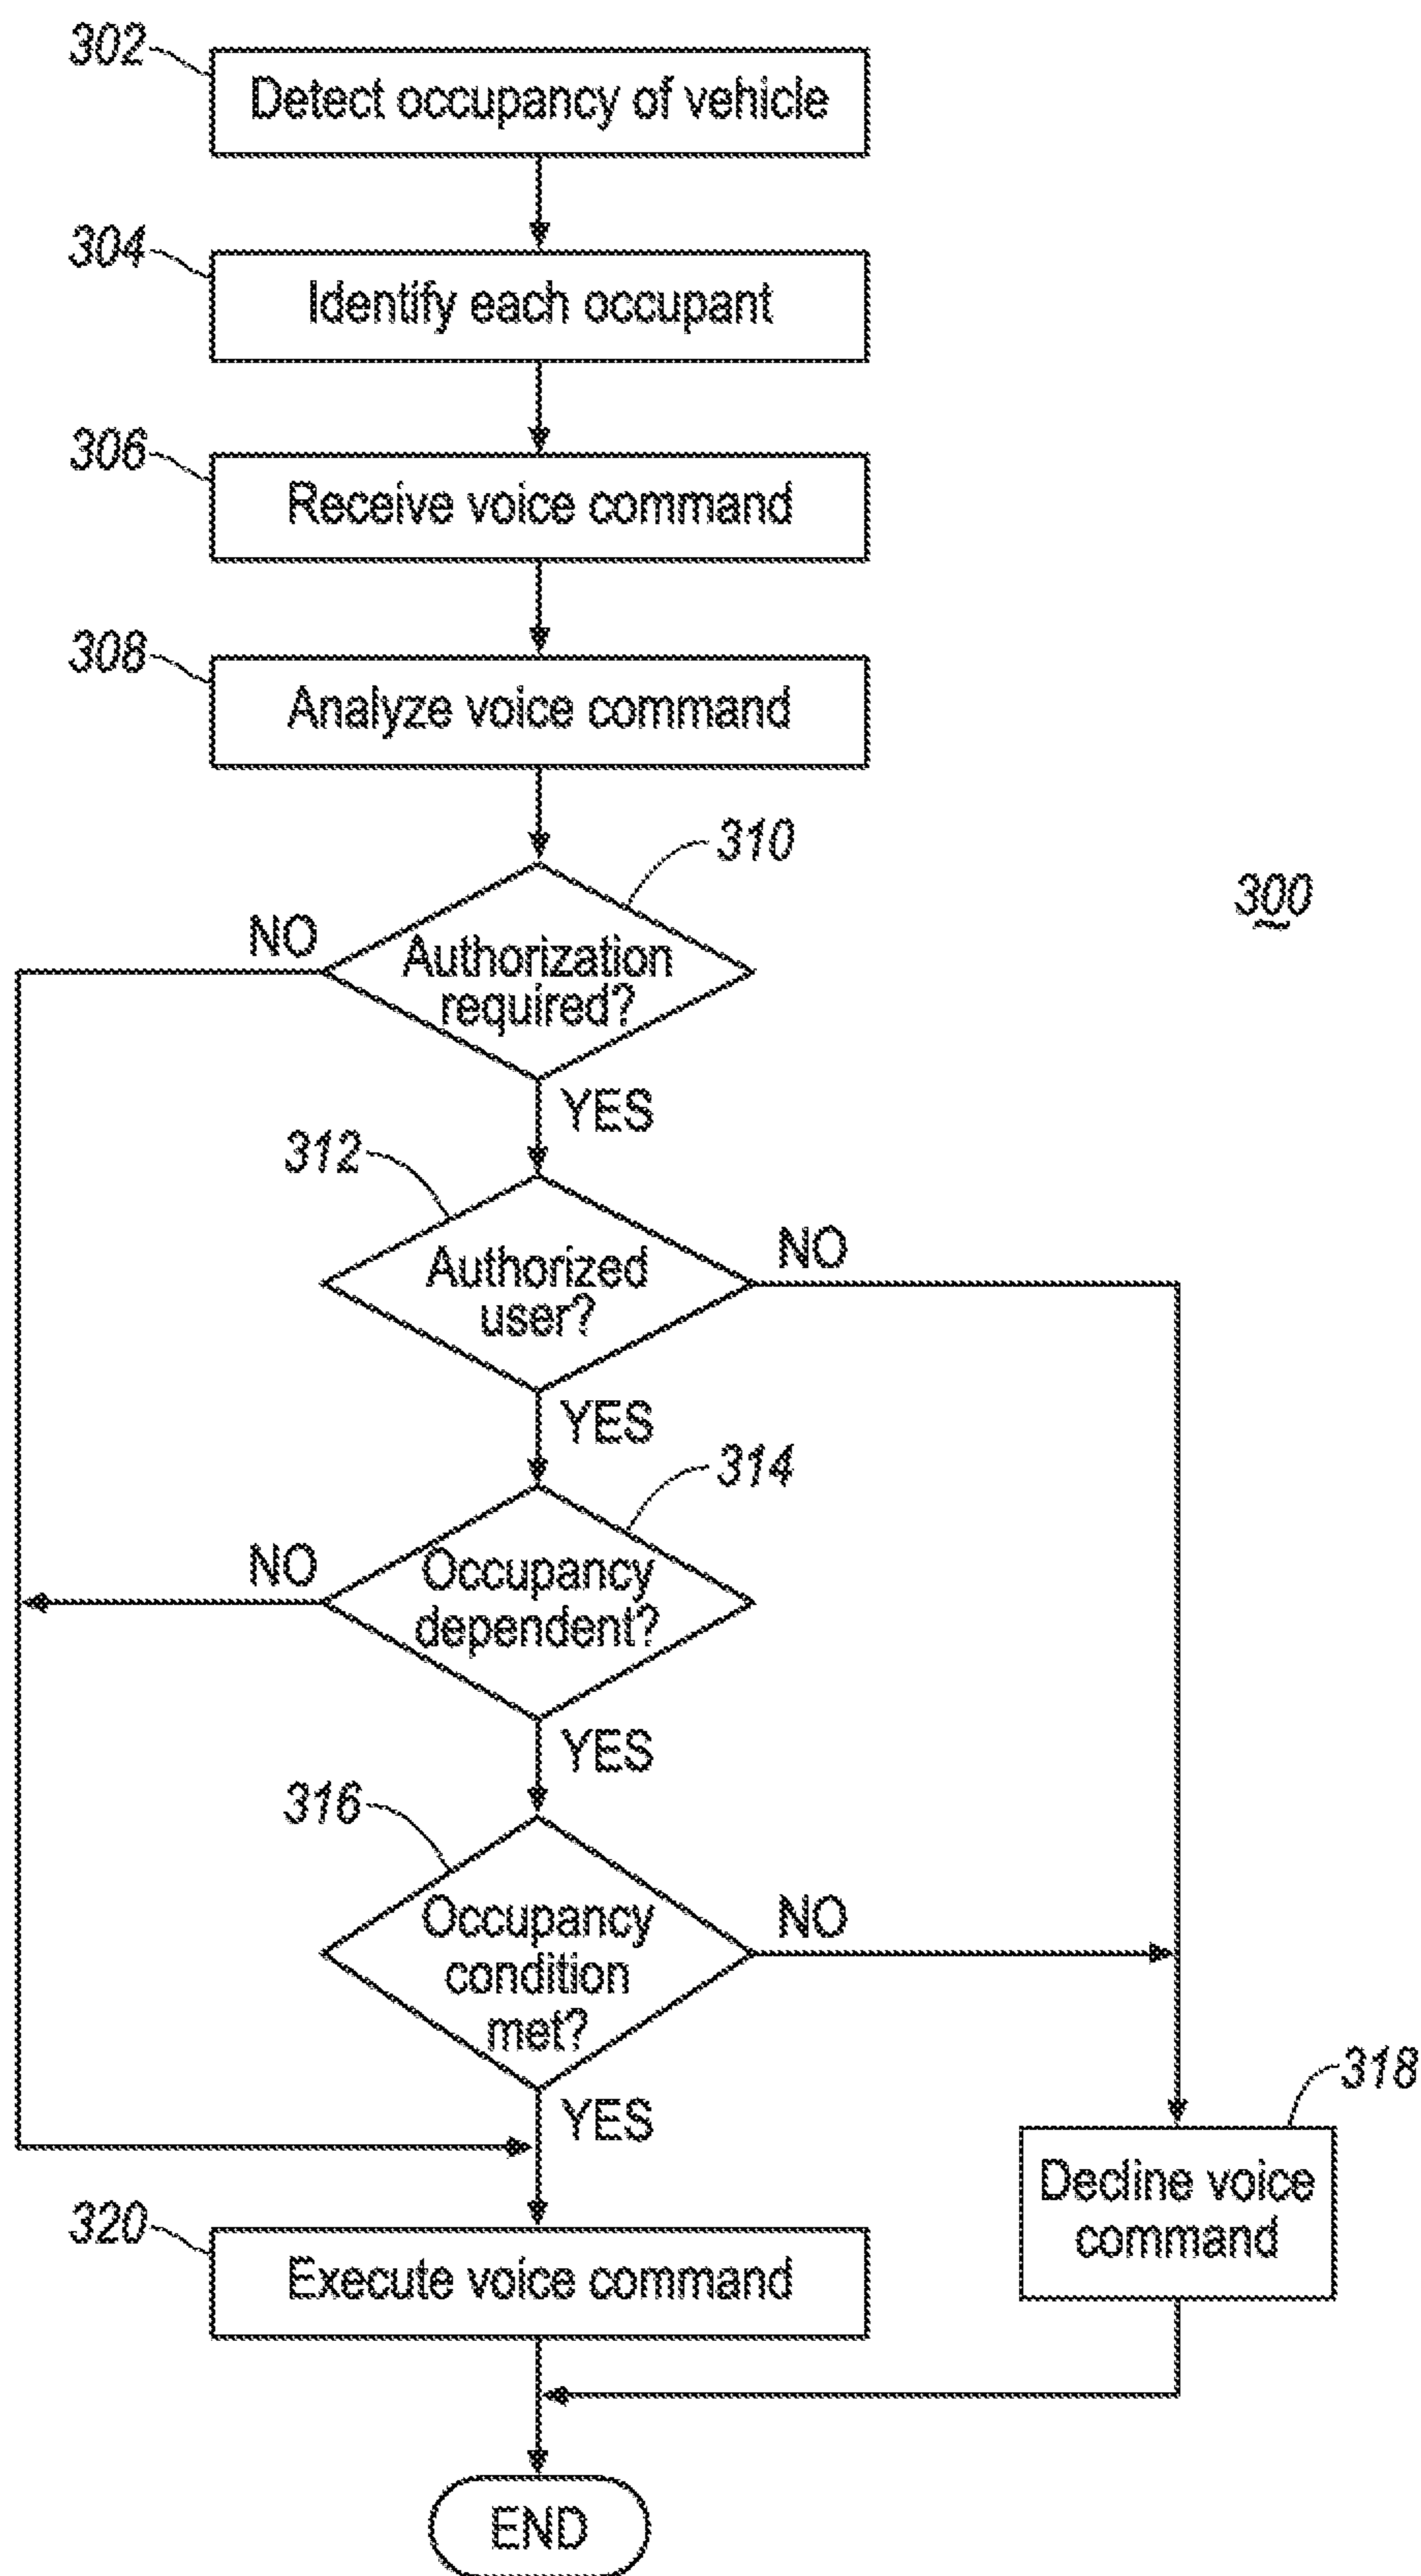 302
Detect occupancy of vehicle
304
Identify each occupant
306
Receive voice command
308
Analyze voice command
310
300
NO
Authorization
required?
YES
312
NO
Authorized
user?
YES
314
NO
Occupancy
dependent?
YES
316
NO
Occupancy
condition
met?
YES
318
Decline voice
command
320
Execute voice command
END